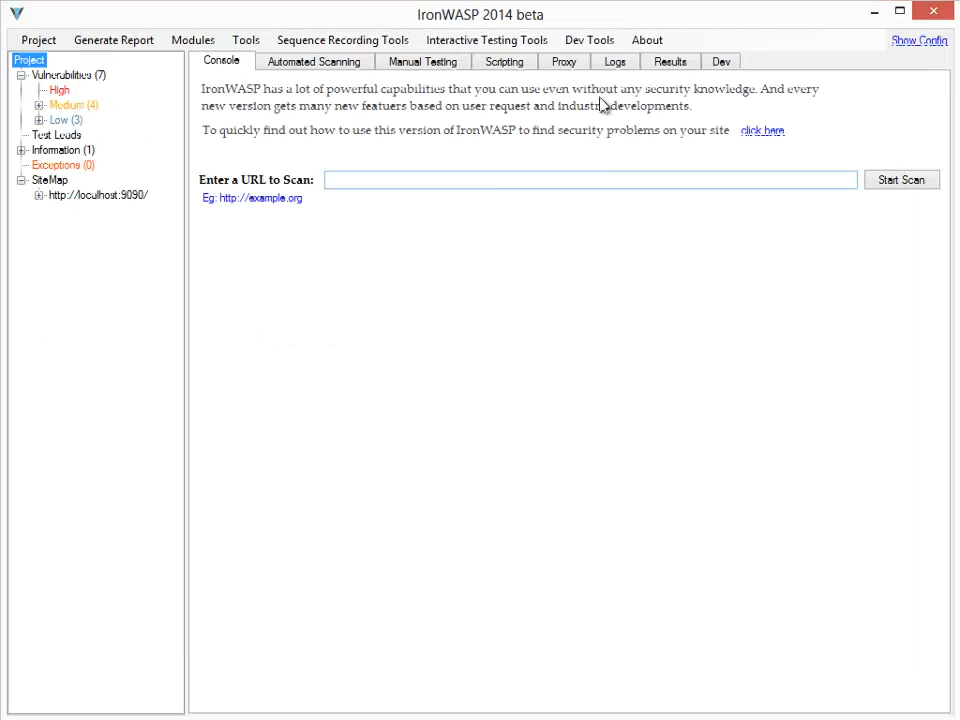 IronWASP 2014 beta
Project Generate Report Modules Tools Sequence Recording Tools Interactive Testing Tools Dev Tools About Show Config
Project
Vulnerabilities (7)
High
Medium (4)
Low (3)
Test Leads
Information (1)
Exceptions (0)
SiteMap
http://localhost:9090/
Console Automated Scanning Manual Testing Scripting Proxy Logs Results Dev
IronWASP has a lot of powerful capabilities that you can use even without any security knowledge. And every
new version gets many new featuers based on user request and industry developments.
To quickly find out how to use this version of IronWASP to find security problems on your site click here
Enter a URL to Scan: Start Scan
Eg: http://example.org